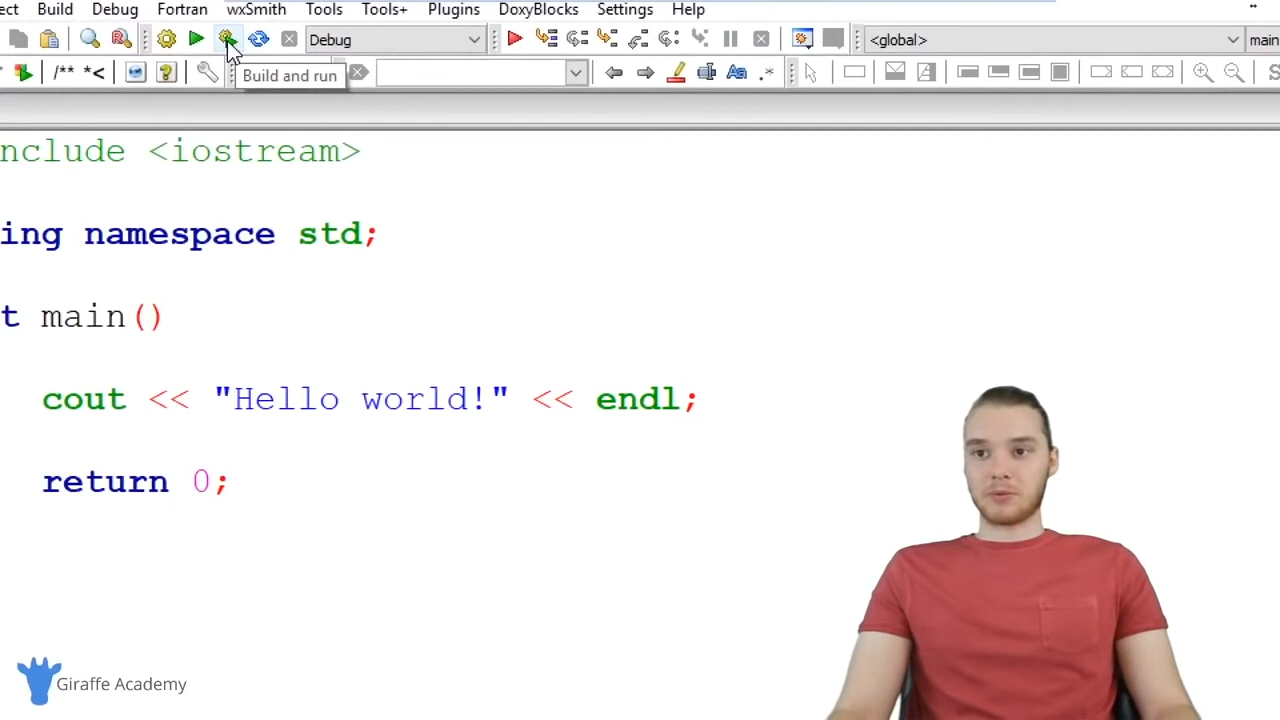 ect Build Debug Fortran wxSmith Tools Tools+ Plugins DoxyBlocks Settings Help
Debug <global> main
/** *< Build and run .*
nclude <iostream>
ing namespace std;
t main()
cout << "Hello world!" << endl;
return 0;
Giraffe Academy